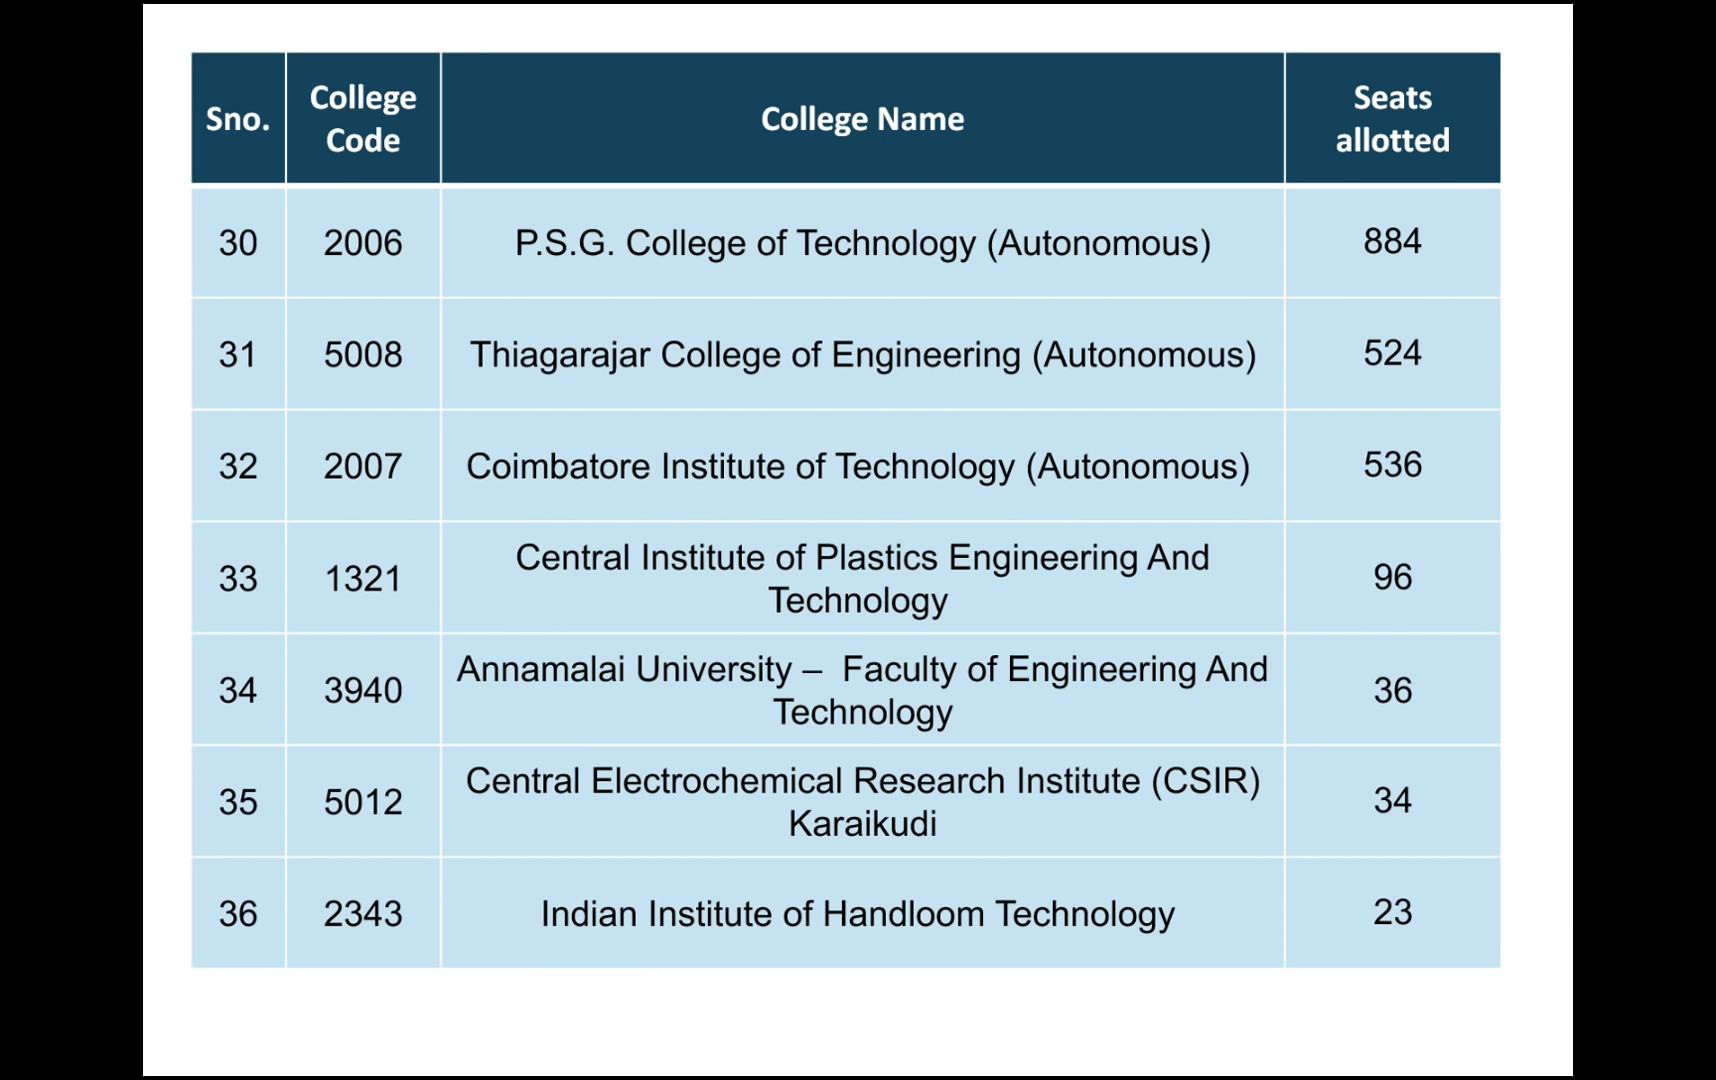 Sno. College Code College Name Seats allotted
30 2006 P.S.G. College of Technology (Autonomous) 884
31 5008 Thiagarajar College of Engineering (Autonomous) 524
32 2007 Coimbatore Institute of Technology (Autonomous) 536
33 1321 Central Institute of Plastics Engineering And Technology 96
34 3940 Annamalai University – Faculty of Engineering And Technology 36
35 5012 Central Electrochemical Research Institute (CSIR) Karaikudi 34
36 2343 Indian Institute of Handloom Technology 23